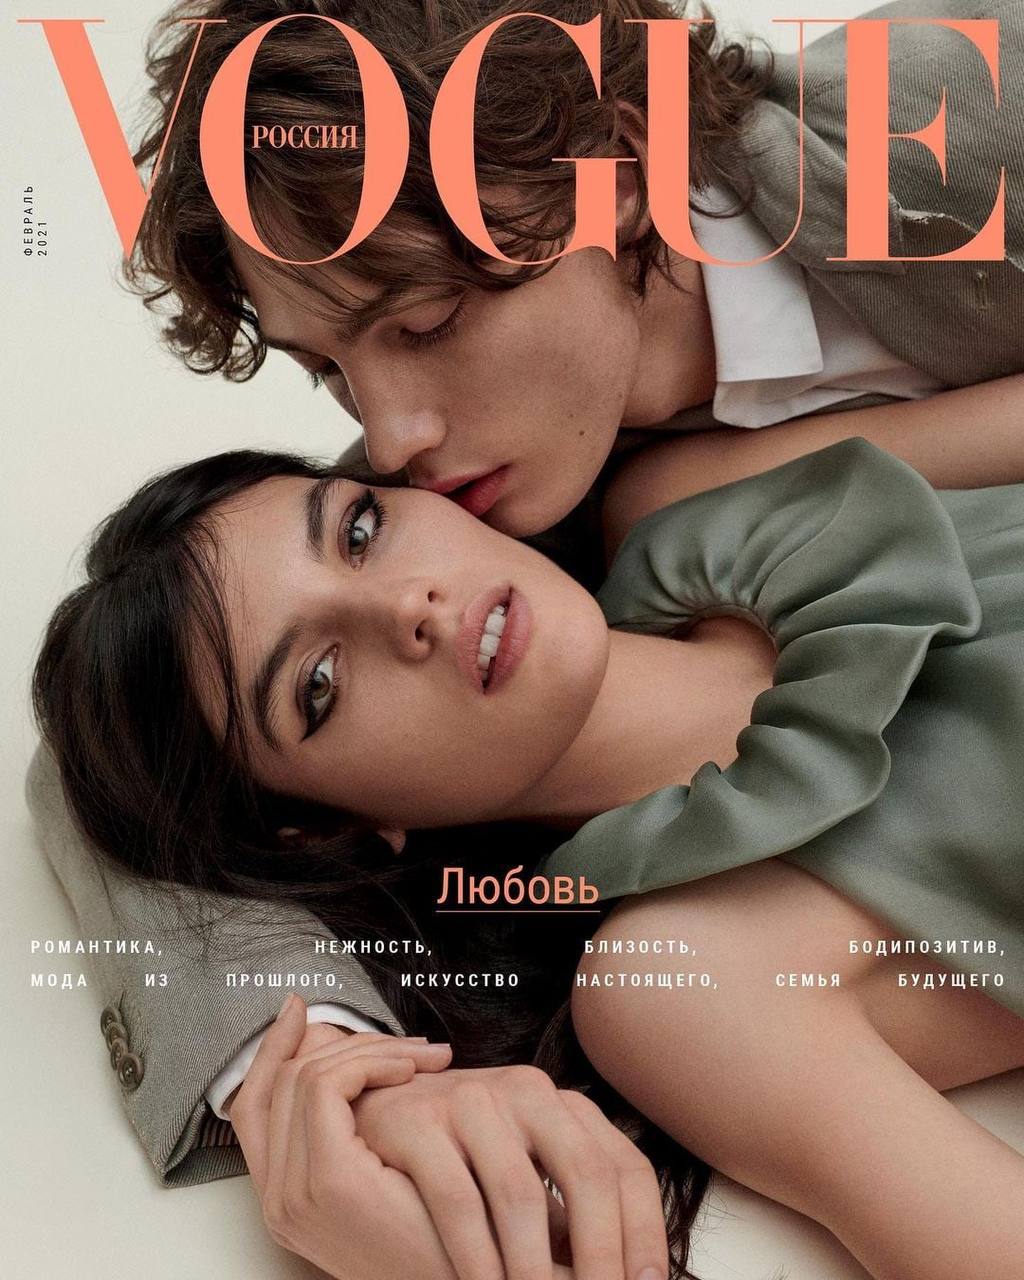 VOGUE
РОССИЯ
ФЕВРАЛЬ
2021
Любовь
РОМАНТИКА, НЕЖНОСТЬ, БЛИЗОСТЬ, БОДИПОЗИТИВ,
МОДА ИЗ ПРОШЛОГО, ИСКУССТВО НАСТОЯЩЕГО, СЕМЬЯ БУДУЩЕГО